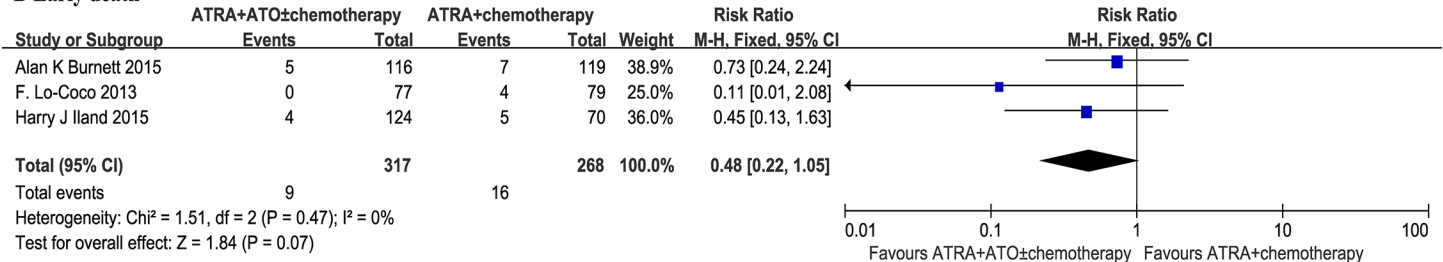 B Early death
ATRA+ATO±chemotherapy ATRA+chemotherapy Risk Ratio Risk Ratio
Study or Subgroup Events Total Events Total Weight M-H, Fixed, 95% CI M-H, Fixed, 95% CI
Alan K Burnett 2015 5 116 7 119 38.9% 0.73 [0.24, 2.24]
F. Lo-Coco 2013 0 77 4 79 25.0% 0.11 [0.01, 2.08]
Harry J Iland 2015 4 124 5 70 36.0% 0.45 [0.13, 1.63]
Total (95% CI) 317 268 100.0% 0.48 [0.22, 1.05]
Total events 9 16
Heterogeneity: Chi² = 1.51, df = 2 (P = 0.47); I² = 0%
Test for overall effect: Z = 1.84 (P = 0.07)
0.01 0.1 1 10 100
Favours ATRA+ATO±chemotherapy Favours ATRA+chemotherapy